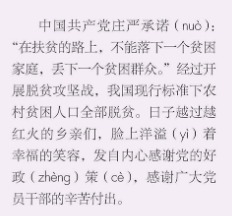 中国共产党庄严承诺（nuò）：
“在扶贫的路上，不能落下一个贫困
家庭，丢下一个贫困群众。”经过开
展脱贫攻坚战，我国现行标准下农
村贫困人口全部脱贫。日子越过越
红火的乡亲们，脸上洋溢（yì）着
幸福的笑容，发自内心感谢党的好
政（zhèng）策（cè），感谢广大党
员干部的辛苦付出。